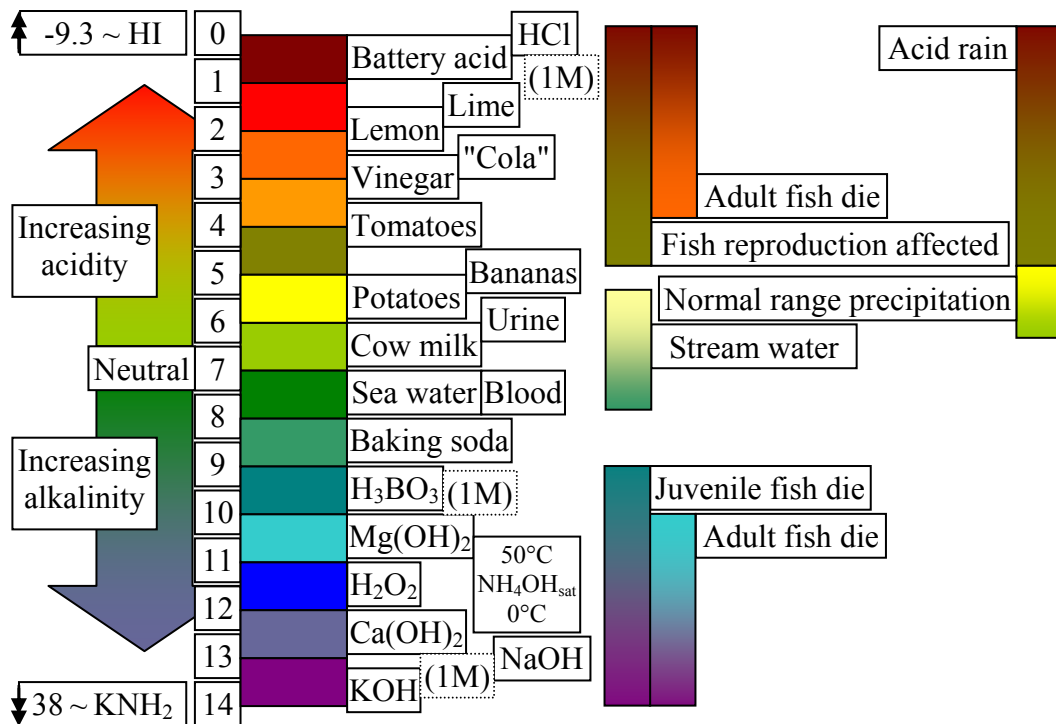 -9.3 ~ HI
0
1
2
3
4
5
6
7
8
9
10
11
12
13
14
38 ~ KNH₂
Increasing
acidity
Neutral
Increasing
alkalinity
HCl
Battery acid
(1M)
Lime
Lemon
"Cola"
Vinegar
Tomatoes
Bananas
Potatoes
Urine
Cow milk
Sea water
Blood
Baking soda
H₃BO₃
(1M)
Mg(OH)₂
50°C
NH₄OHsat
0°C
H₂O₂
Ca(OH)₂
NaOH
(1M)
KOH
Adult fish die
Fish reproduction affected
Acid rain
Normal range precipitation
Stream water
Juvenile fish die
Adult fish die